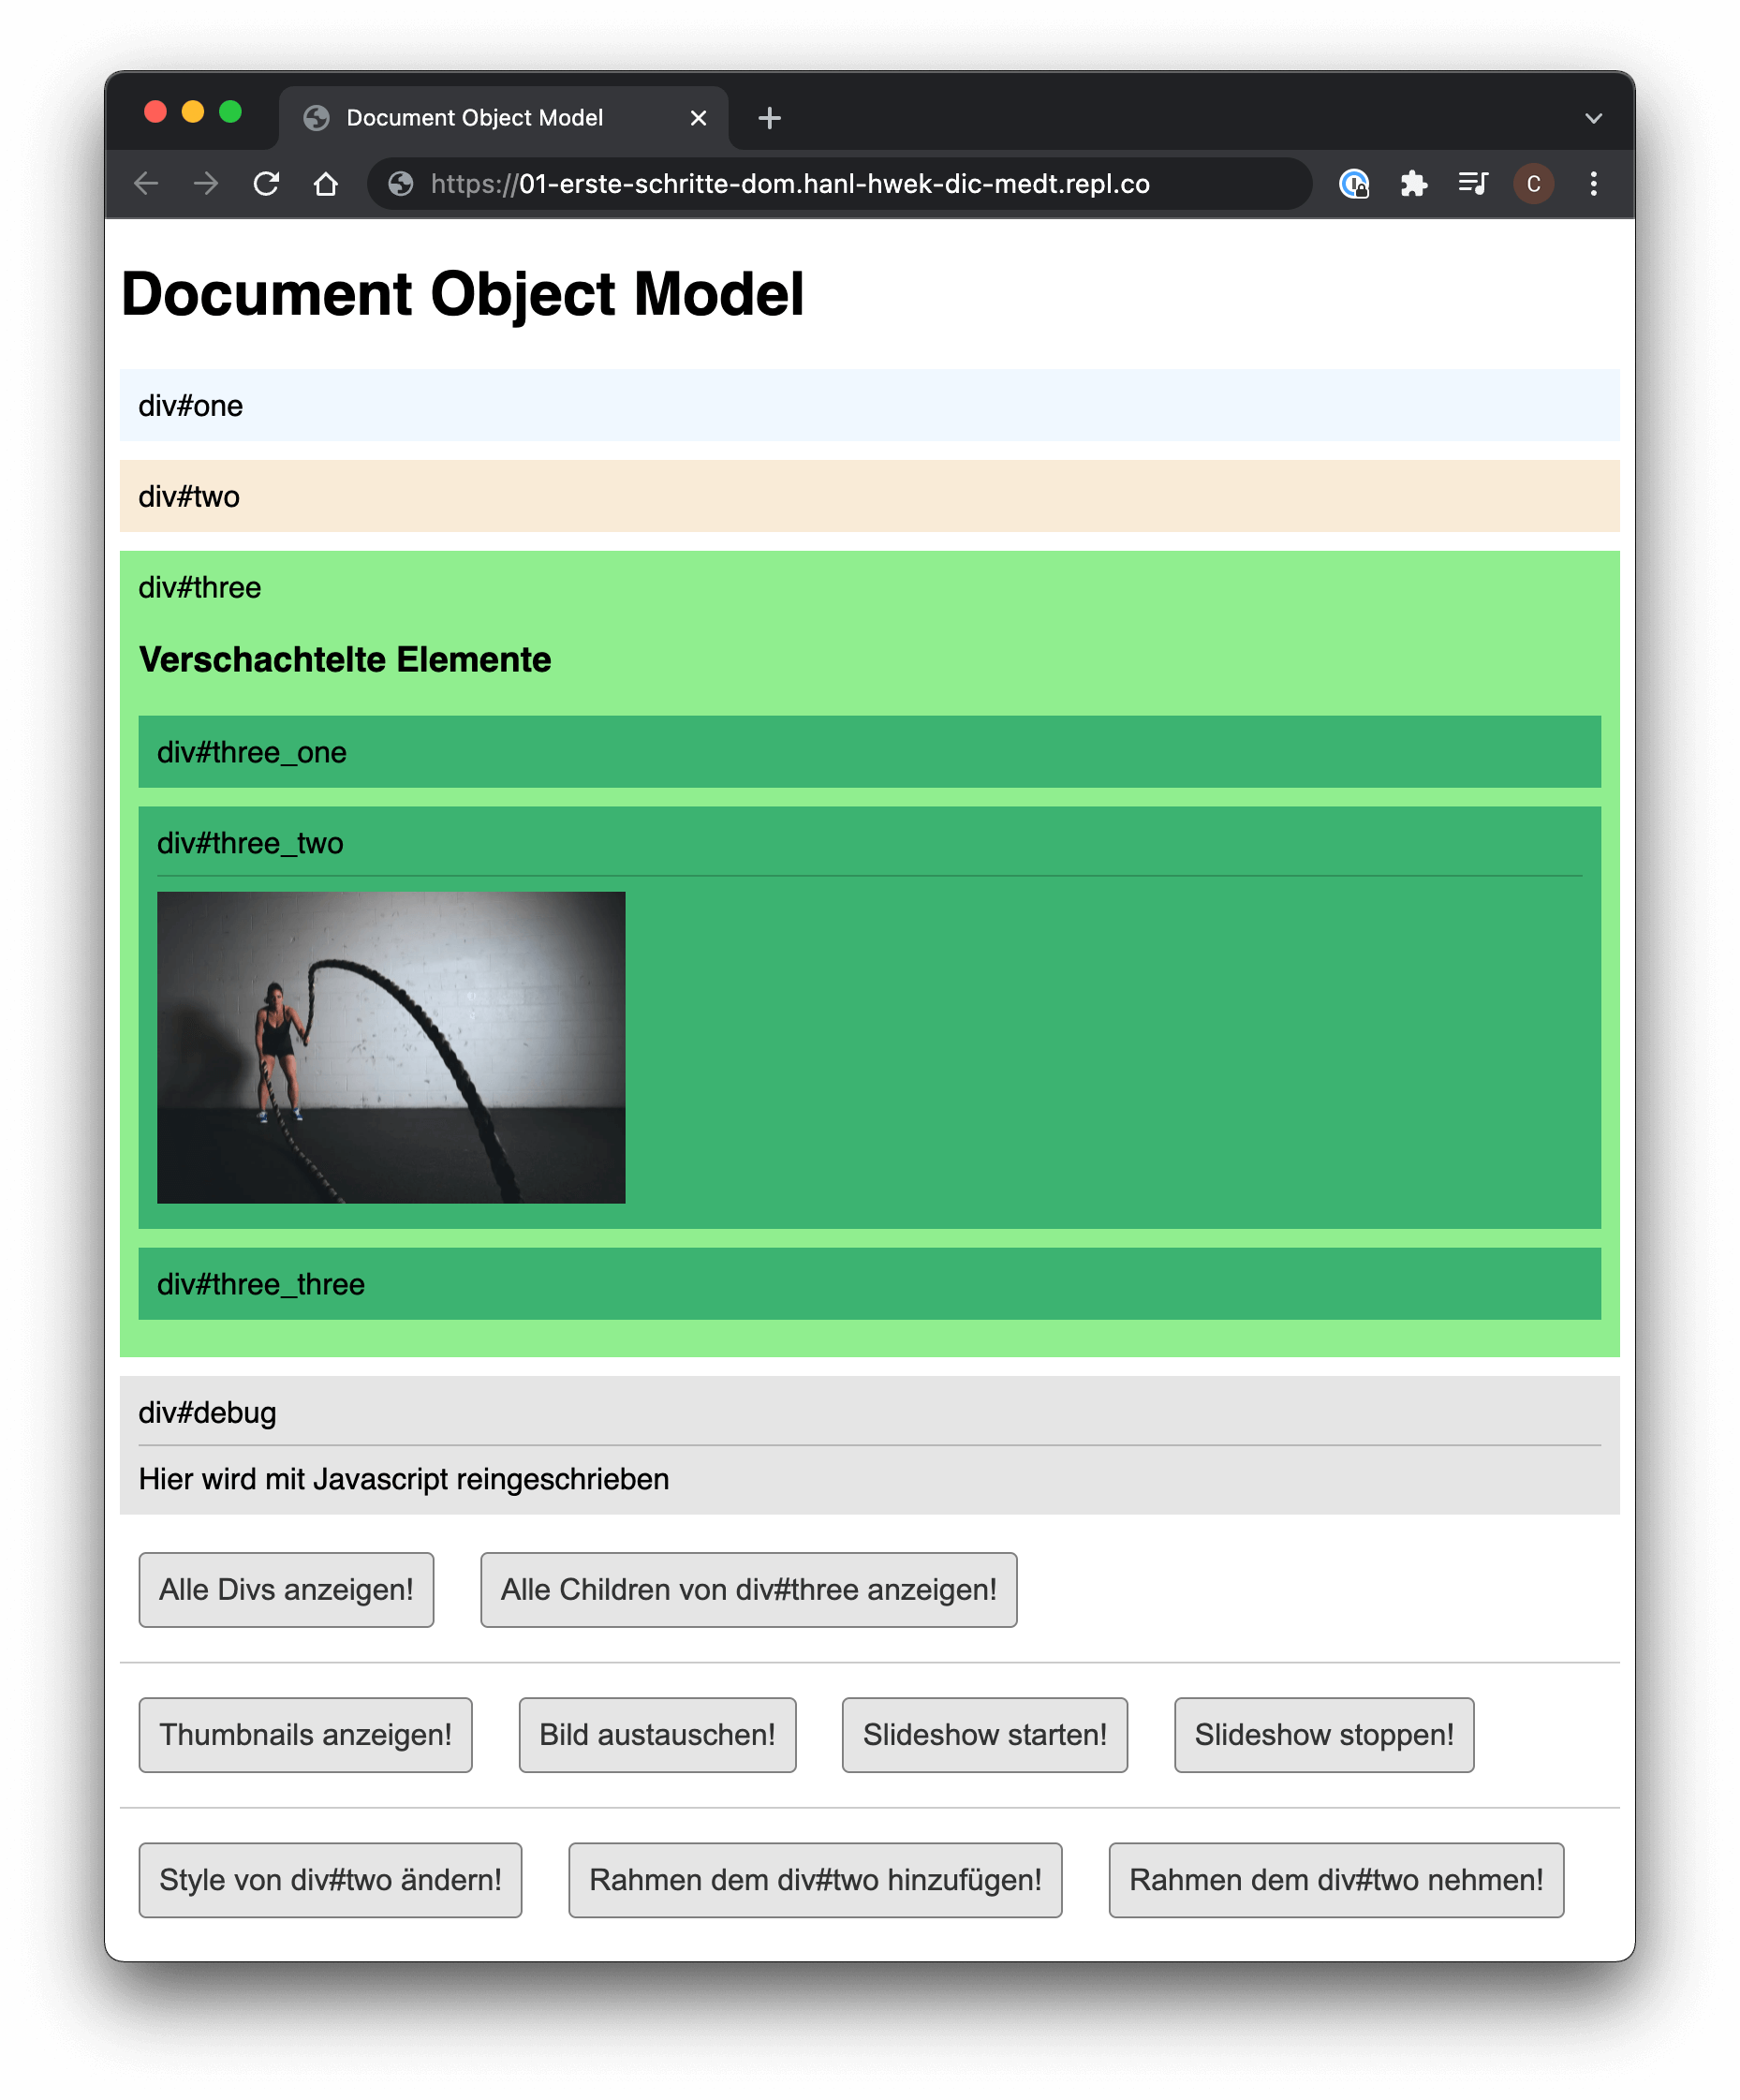 Document Object Model
https://01-erste-schritte-dom.hanl-hwek-dic-medt.repl.co
C
Document Object Model
div#one
div#two
div#three
Verschachtelte Elemente
div#three_one
div#three_two
div#three_three
div#debug
Hier wird mit Javascript reingeschrieben
Alle Divs anzeigen! Alle Children von div#three anzeigen!
Thumbnails anzeigen! Bild austauschen! Slideshow starten! Slideshow stoppen!
Style von div#two ändern! Rahmen dem div#two hinzufügen! Rahmen dem div#two nehmen!